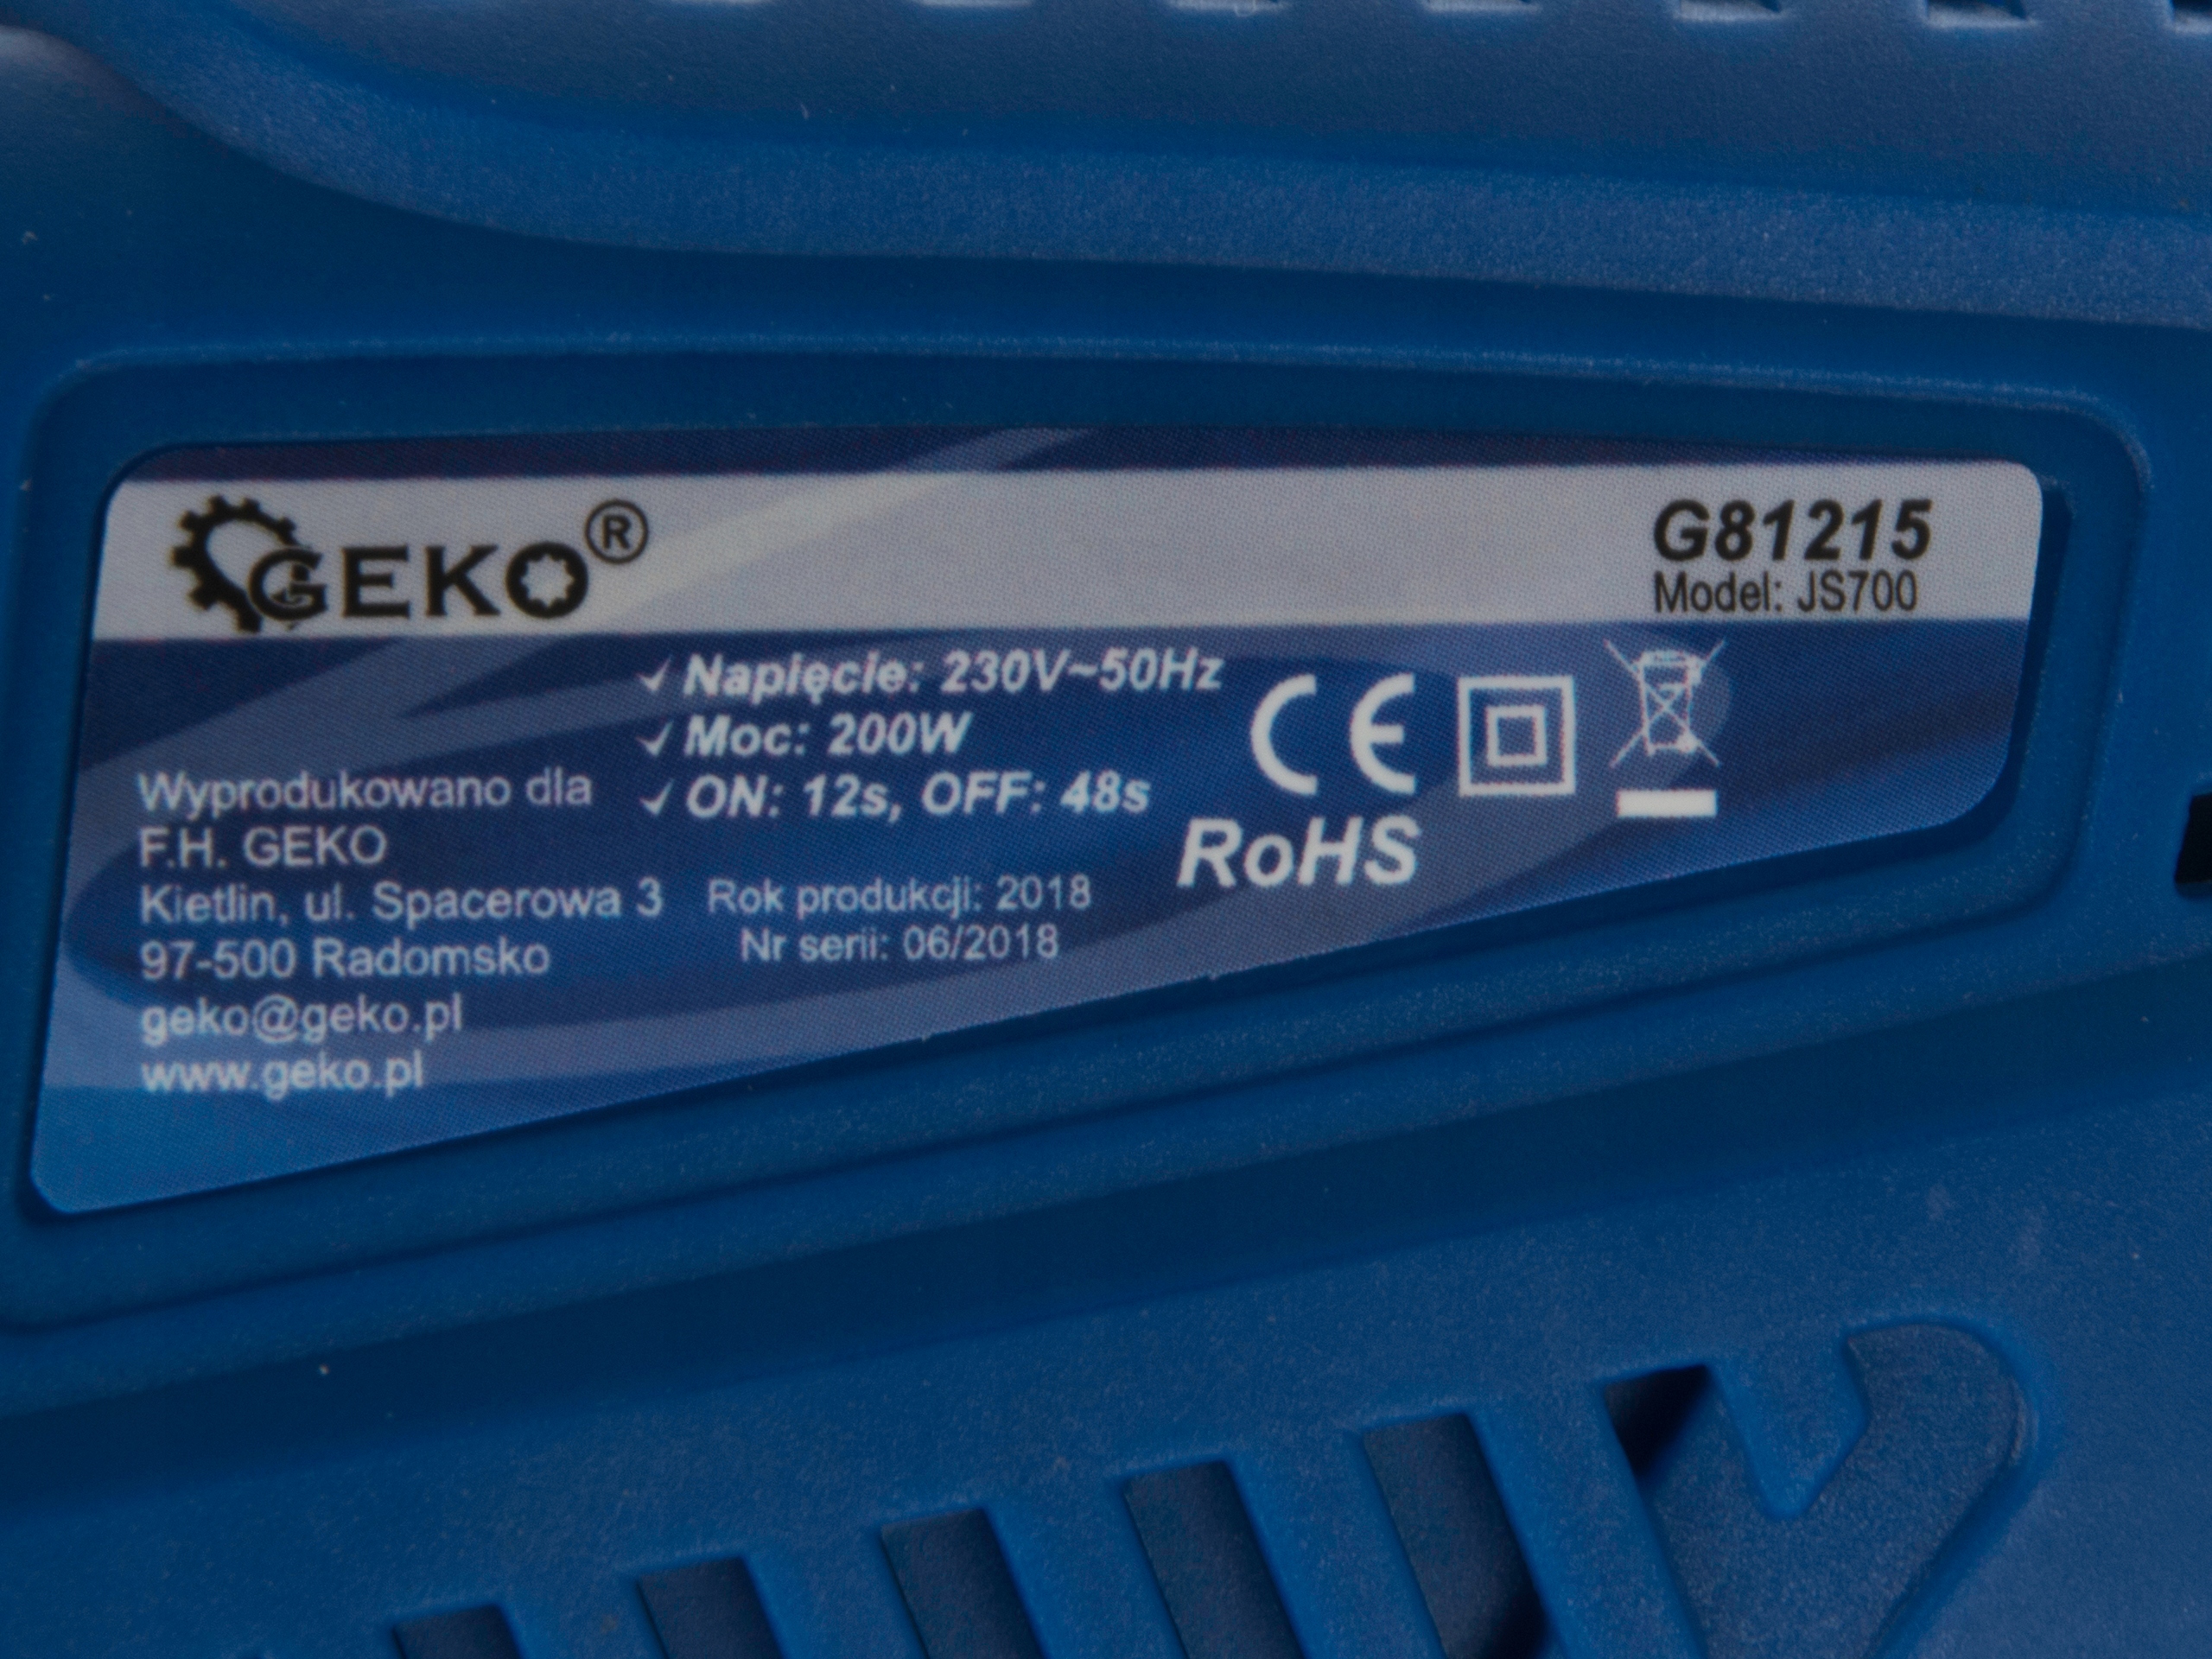 GEKO®
G81215
Model: JS700
✓ Napięcie: 230V~50Hz
✓ Moc: 200W
✓ ON: 12s, OFF: 48s
CE
RoHS
Wyprodukowano dla
F.H. GEKO
Kietlin, ul. Spacerowa 3
97-500 Radomsko
geko@geko.pl
www.geko.pl
Rok produkcji: 2018
Nr serii: 06/2018